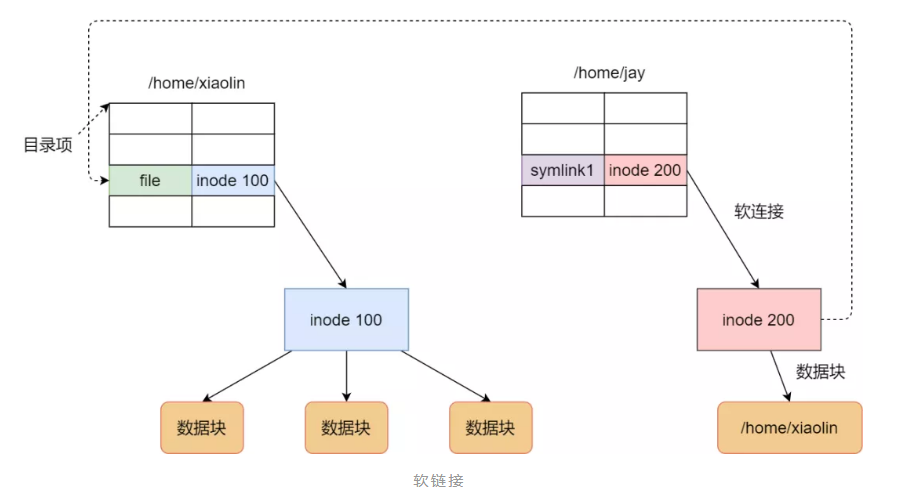 /home/xiaolin
/home/jay
目录项
file
inode 100
symlink1
inode 200
软连接
inode 100
inode 200
数据块
数据块
数据块
数据块
/home/xiaolin
软链接